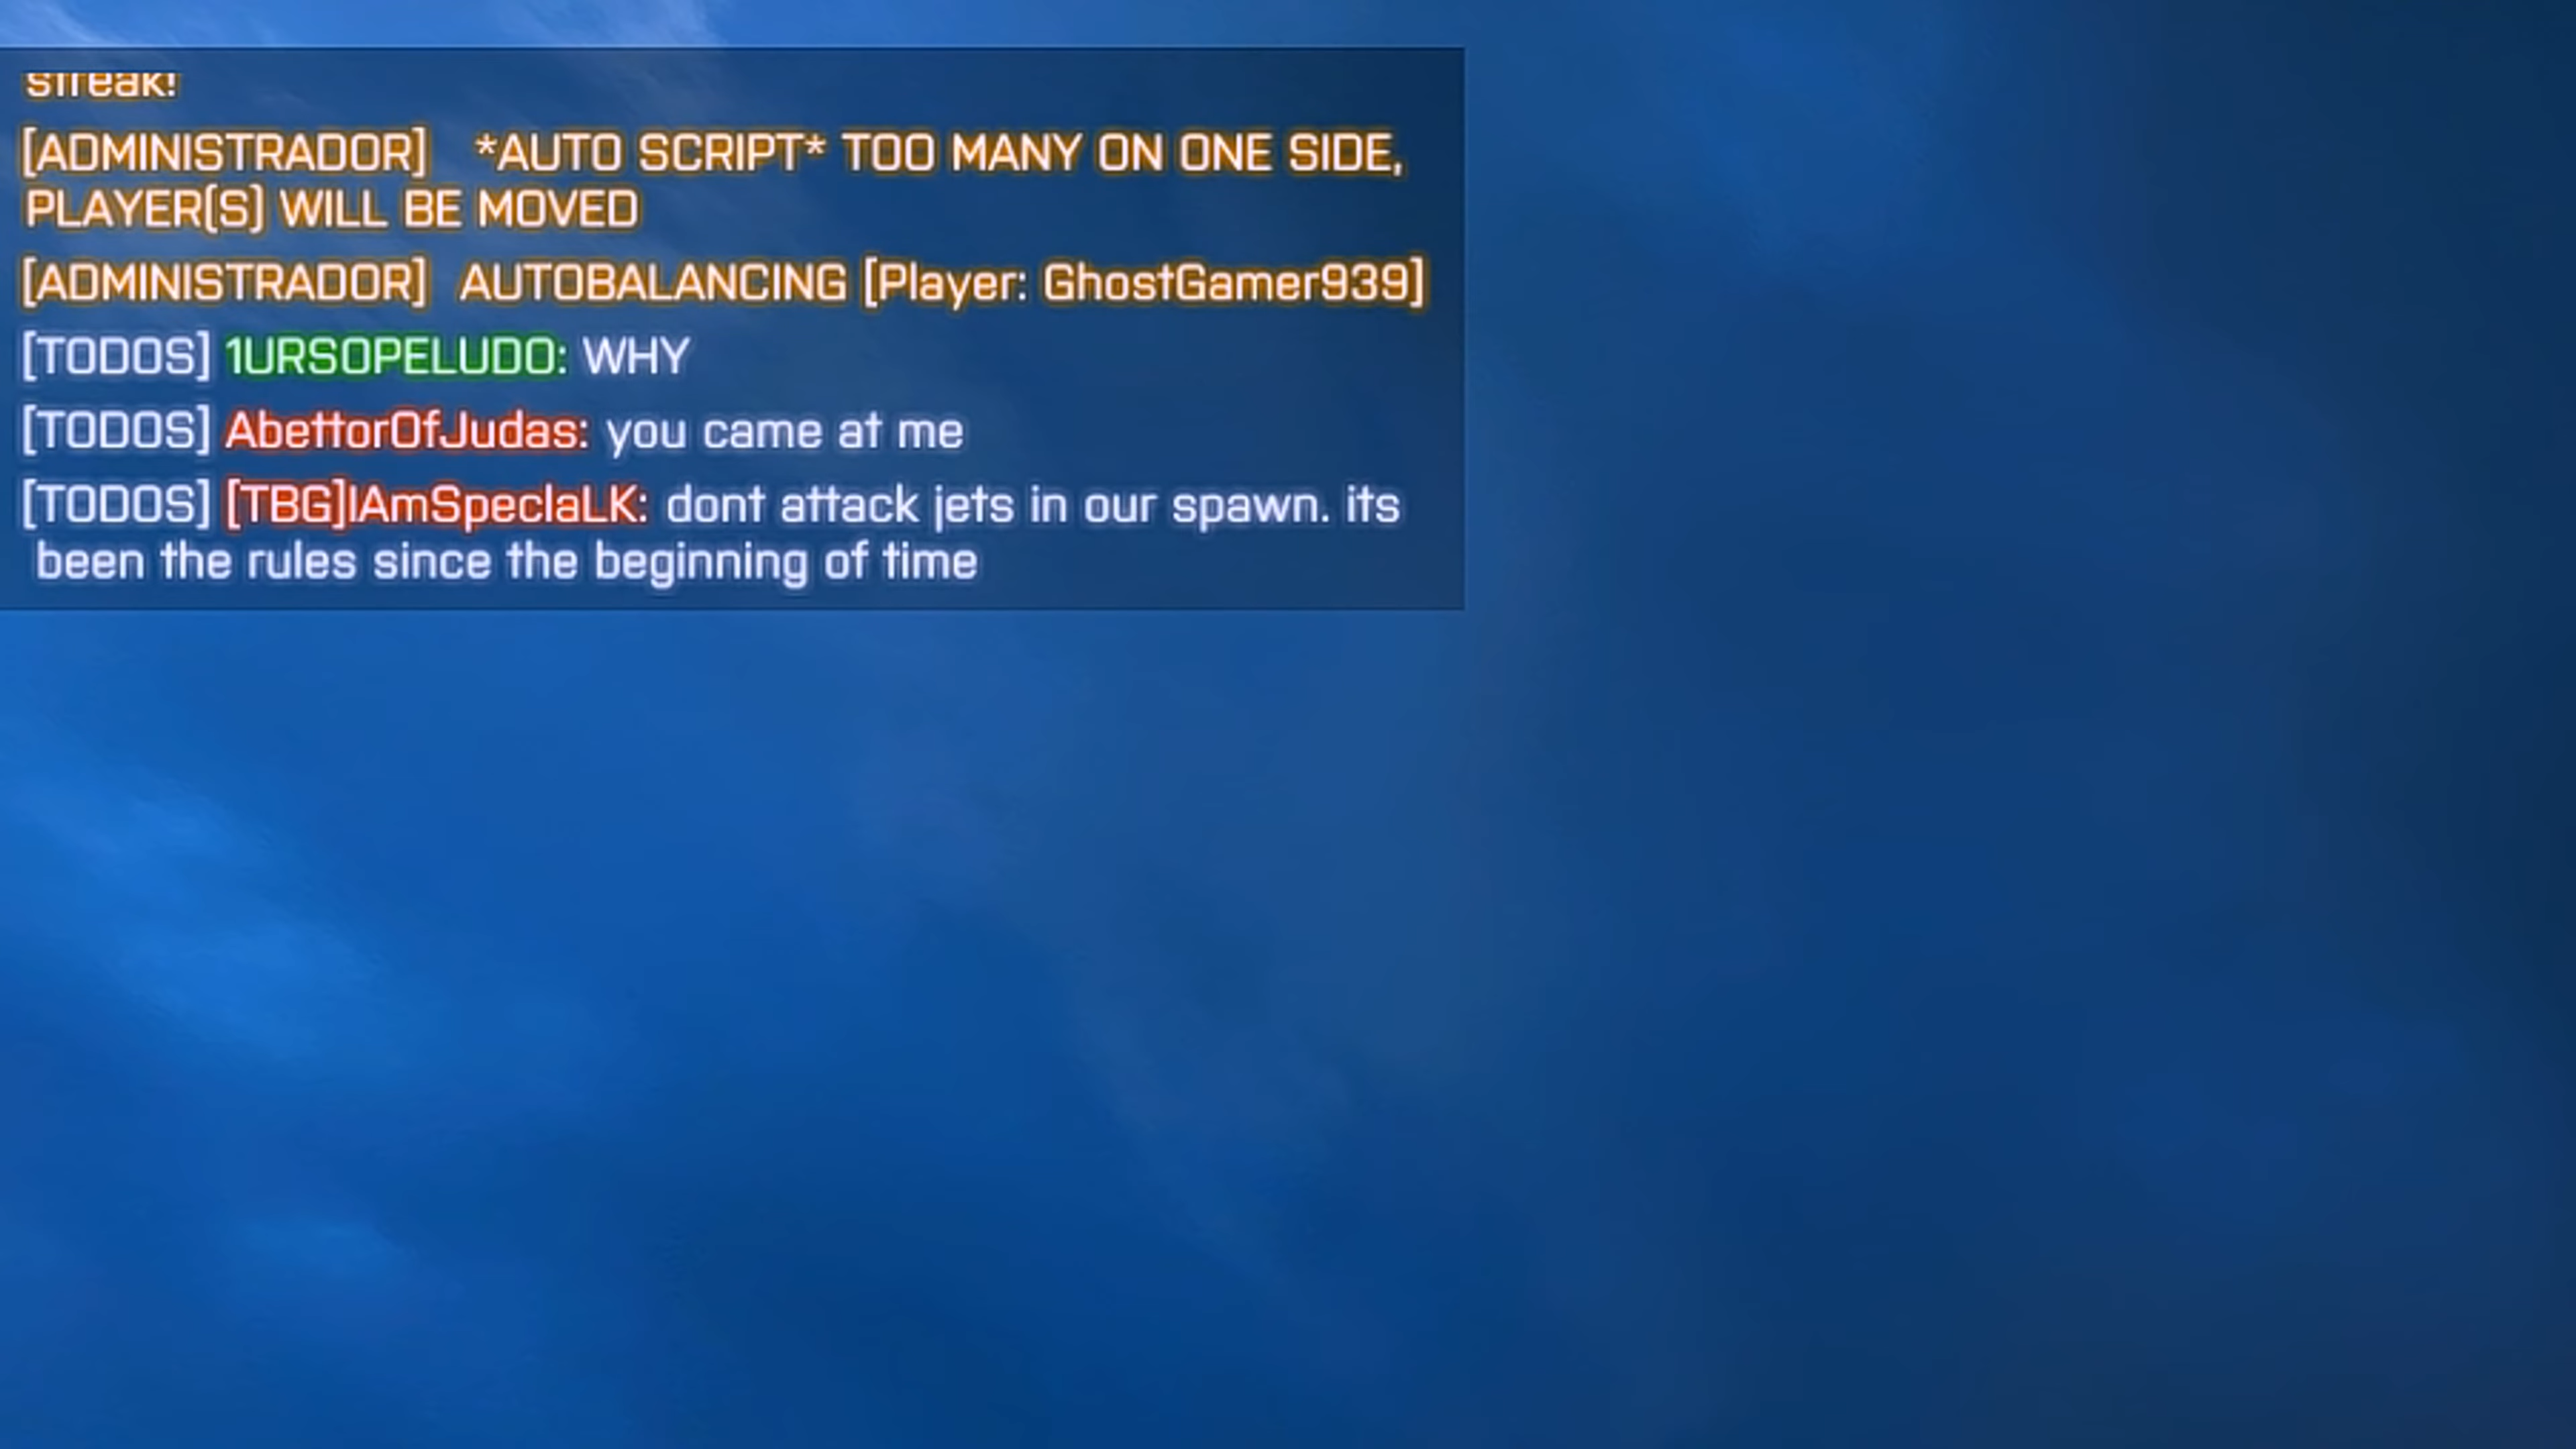 streak!
[ADMINISTRADOR] *AUTO SCRIPT* TOO MANY ON ONE SIDE,
PLAYER(S) WILL BE MOVED
[ADMINISTRADOR] AUTOBALANCING [Player: GhostGamer939]
[TODOS] 1URSOPELUDO: WHY
[TODOS] AbettorOfJudas: you came at me
[TODOS] [TBG]IAmSpecIaLK: dont attack jets in our spawn. its
been the rules since the beginning of time